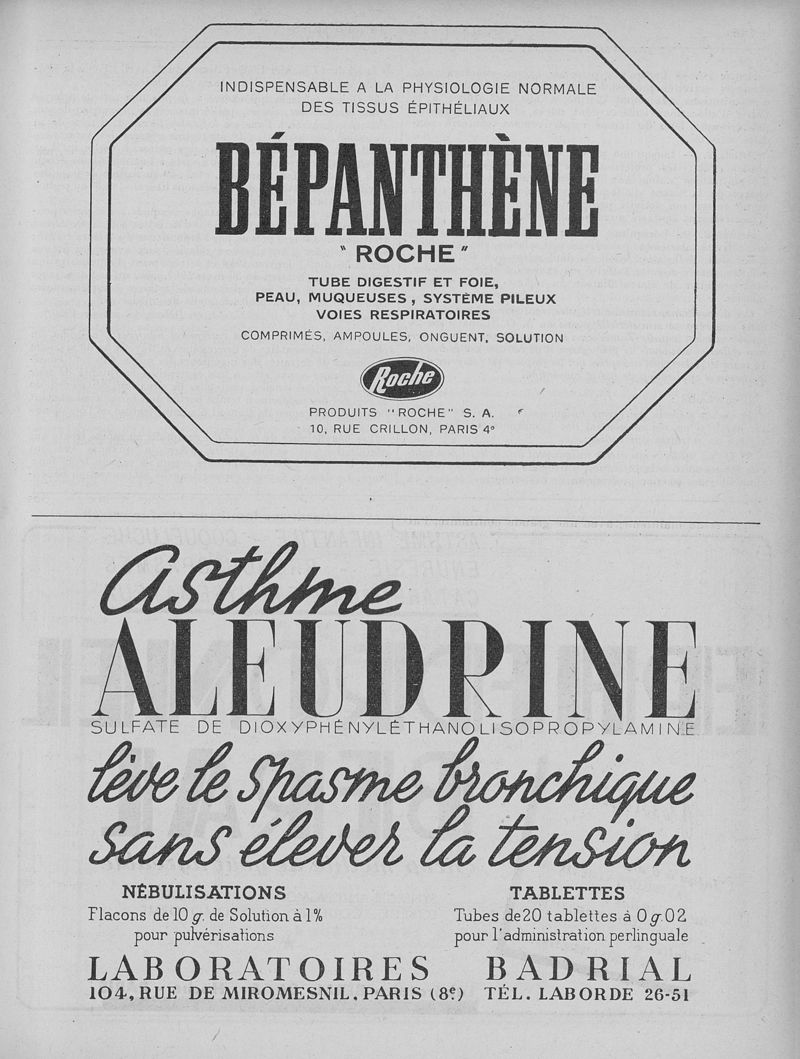 INDISPENSABLE A LA PHYSIOLOGIE NORMALE
DES TISSUS ÉPITHÉLIAUX
BÉPANTHÈNE
"ROCHE"
TUBE DIGESTIF ET FOIE,
PEAU, MUQUEUSES, SYSTÈME PILEUX
VOIES RESPIRATOIRES
COMPRIMÉS, AMPOULES, ONGUENT, SOLUTION
Roche
PRODUITS "ROCHE" S. A.
10, RUE CRILLON, PARIS 4°
Asthme
ALEUDRINE
SULFATE DE DIOXYPHÉNYLÉTHANOLISOPROPYLAMINE
lève le spasme bronchique
sans élever la tension
NÉBULISATIONS
Flacons de 10 g. de Solution à 1%
pour pulvérisations
TABLETTES
Tubes de 20 tablettes à 0g.02
pour l'administration perlinguale
LABORATOIRES BADRIAL
104, RUE DE MIROMESNIL. PARIS (8e) TÉL. LABORDE 26-51